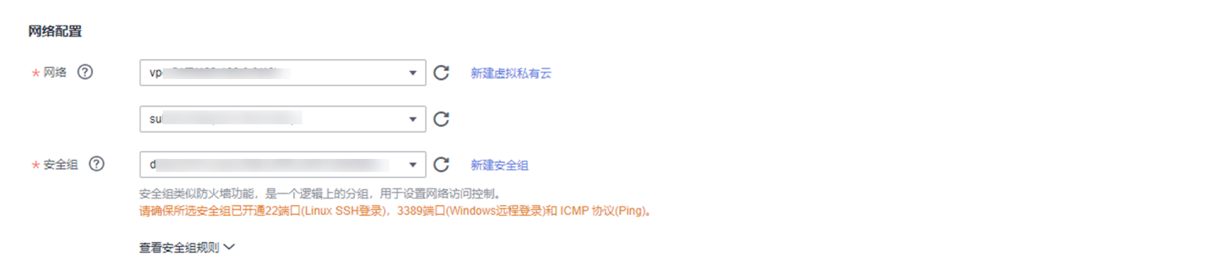 网络配置
* 网络 ?
vp
新建虚拟私有云
su
* 安全组 ?
d
新建安全组
安全组类似防火墙功能，是一个逻辑上的分组，用于设置网络访问控制。
请确保所选安全组已开通22端口(Linux SSH登录)，3389端口(Windows远程登录)和 ICMP 协议(Ping)。
查看安全组规则